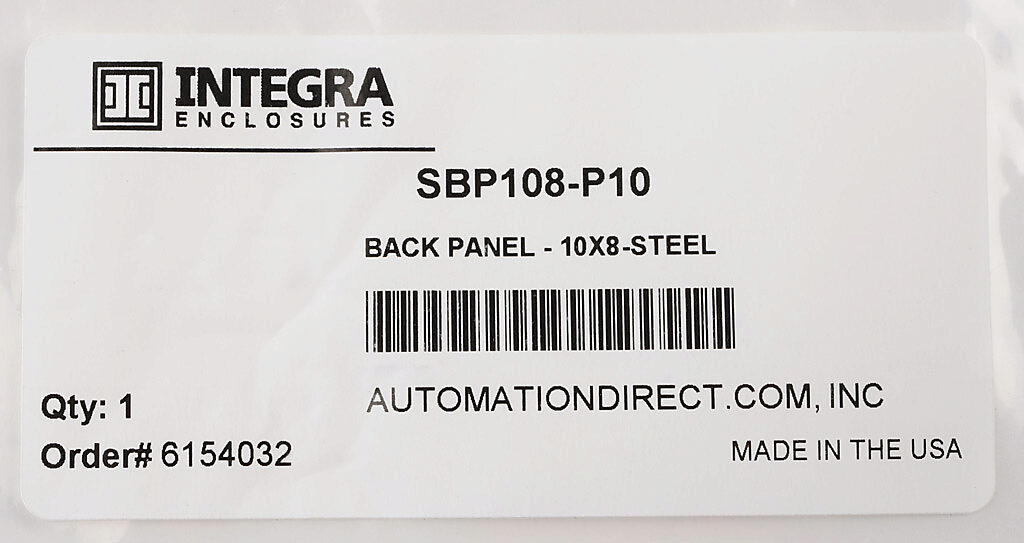 INTEGRA
ENCLOSURES
SBP108-P10
BACK PANEL - 10X8-STEEL
AUTOMATIONDIRECT.COM, INC
Qty: 1
Order# 6154032
MADE IN THE USA